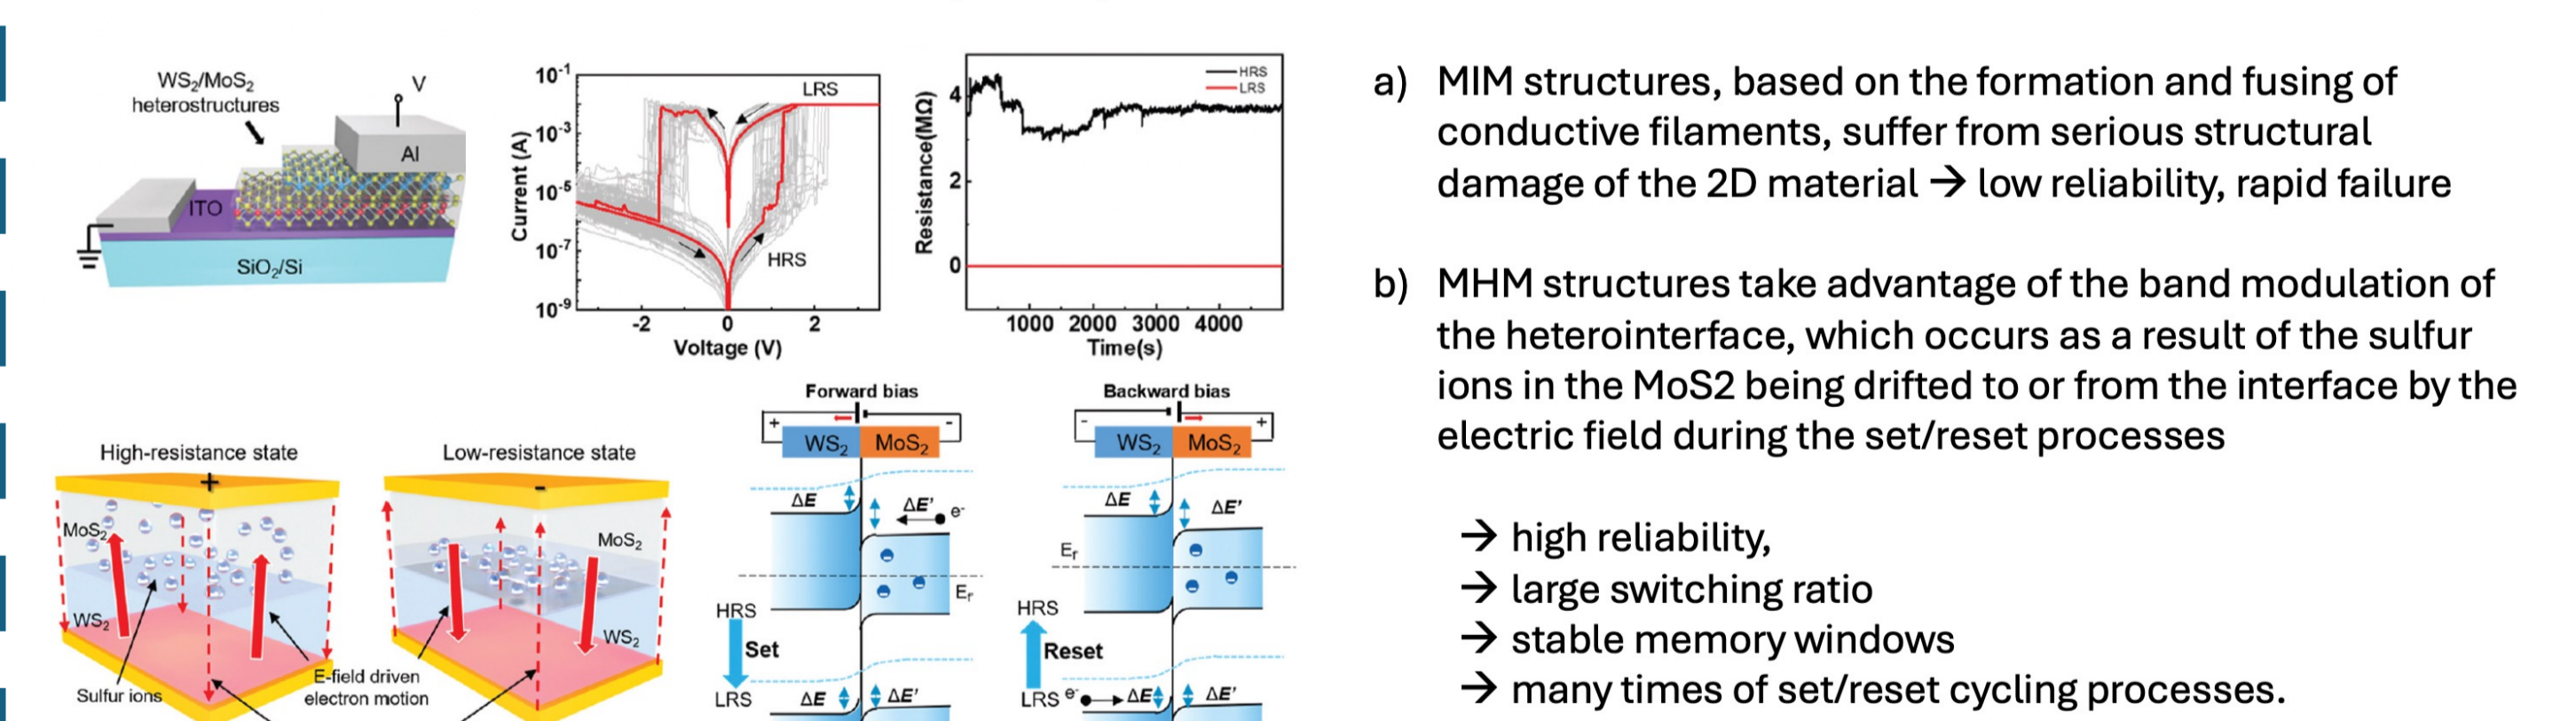 WS₂/MoS₂
heterostructures
V
Al
ITO
SiO₂/Si
Current (A)
10⁻¹
10⁻³
10⁻⁵
10⁻⁷
10⁻⁹
LRS
HRS
-2
0
2
Voltage (V)
Resistance(MΩ)
4
2
0
HRS
LRS
1000 2000 3000 4000
Time(s)
High-resistance state
+
MoS₂
WS₂
Sulfur ions
Low-resistance state
-
MoS₂
WS₂
E-field driven
electron motion
Forward bias
+ -
WS₂ MoS₂
ΔE ΔE' e-
Eᵣ
HRS
Set
LRS
ΔE ΔE'
Backward bias
- +
WS₂ MoS₂
ΔE ΔE'
Eᵣ
HRS
Reset
LRS e- ΔE ΔE'
a) MIM structures, based on the formation and fusing of
conductive filaments, suffer from serious structural
damage of the 2D material → low reliability, rapid failure
b) MHM structures take advantage of the band modulation of
the heterointerface, which occurs as a result of the sulfur
ions in the MoS2 being drifted to or from the interface by the
electric field during the set/reset processes
→ high reliability,
→ large switching ratio
→ stable memory windows
→ many times of set/reset cycling processes.